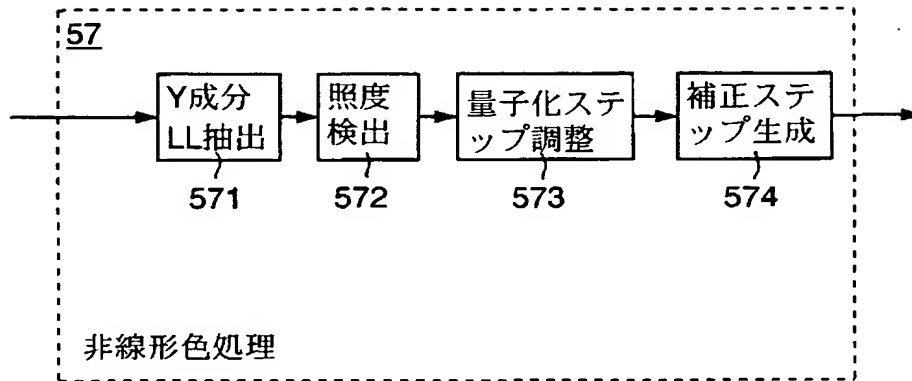 57
Y成分
LL抽出
照度
検出
量子化ステ
ップ調整
補正ステ
ップ生成
571
572
573
574
非線形色処理